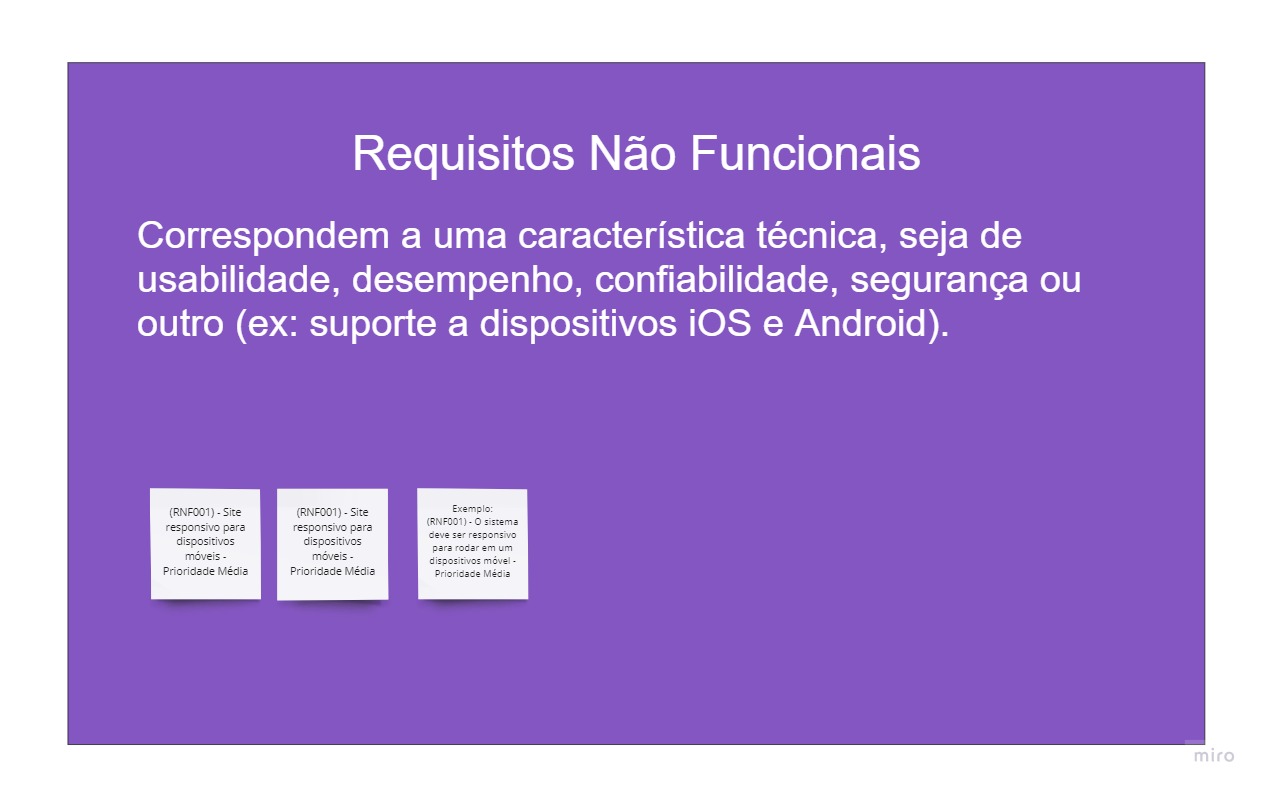 Requisitos Não Funcionais
Correspondem a uma característica técnica, seja de
usabilidade, desempenho, confiabilidade, segurança ou
outro (ex: suporte a dispositivos iOS e Android).
(RNF001) - Site
responsivo para
dispositivos
móveis -
Prioridade Média
(RNF001) - Site
responsivo para
dispositivos
móveis -
Prioridade Média
Exemplo:
(RNF001) - O sistema
deve ser responsivo
para rodar em um
dispositivos móvel -
Prioridade Média
miro